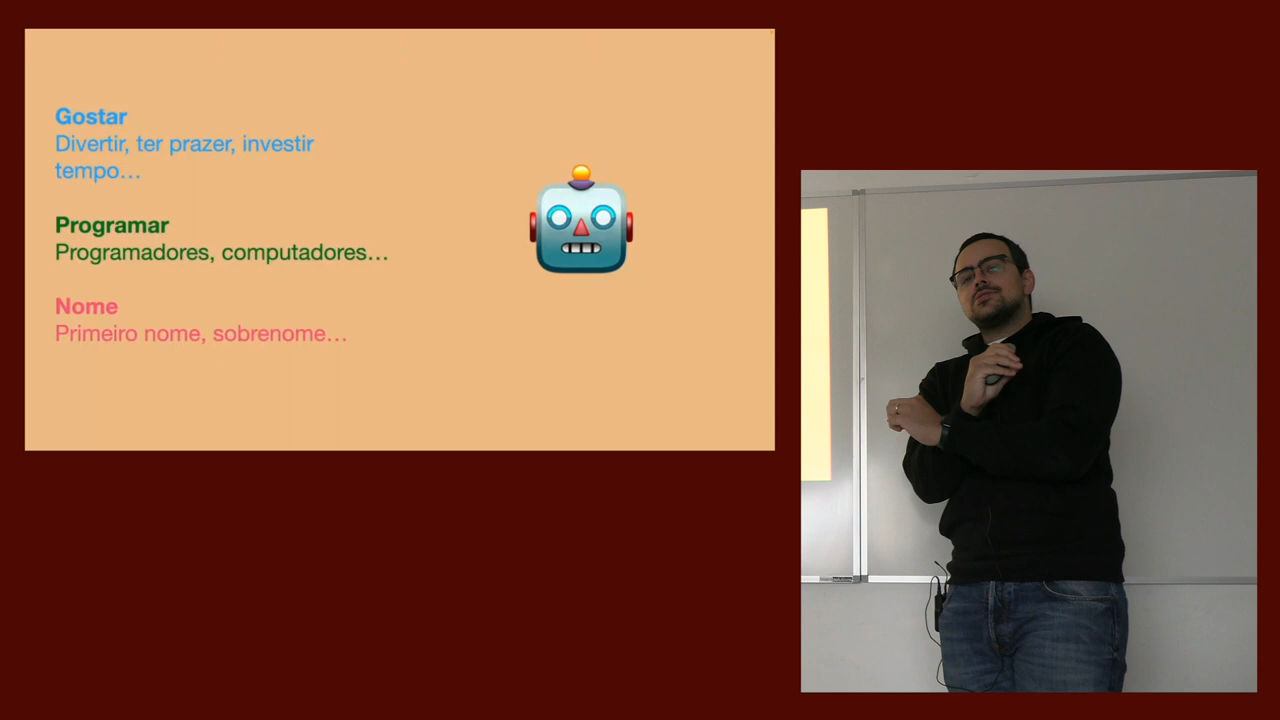 Gostar
Divertir, ter prazer, investir
tempo…
Programar
Programadores, computadores…
Nome
Primeiro nome, sobrenome…